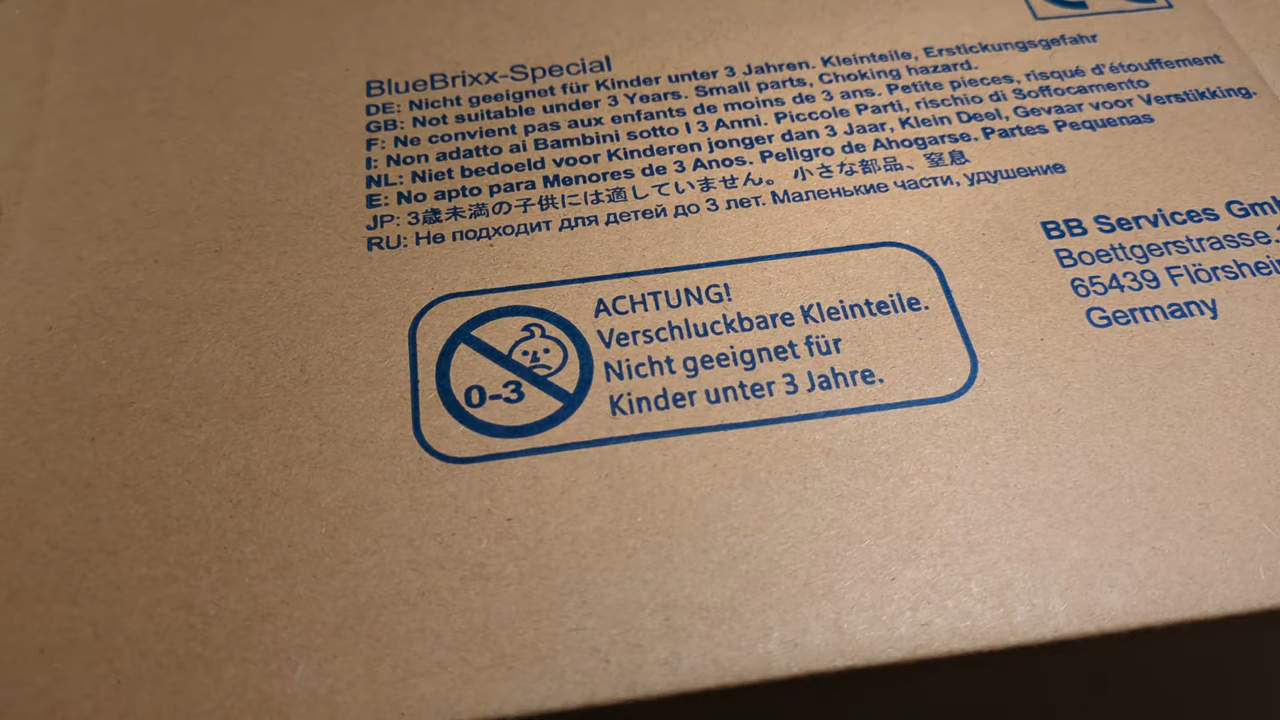 BlueBrixx-Special
DE: Nicht geeignet für Kinder unter 3 Jahren. Kleinteile, Erstickungsgefahr
GB: Not suitable under 3 Years. Small parts, Choking hazard.
F: Ne convient pas aux enfants de moins de 3 ans. Petite pieces, risqué d'étouffement
I: Non adatto ai Bambini sotto I 3 Anni. Piccole Parti, rischio di Soffocamento
NL: Niet bedoeld voor Kinderen jonger dan 3 Jaar, Klein Deel, Gevaar voor Verstikking.
E: No apto para Menores de 3 Anos. Peligro de Ahogarse. Partes Pequenas
JP: 3歳未満の子供には適していません。 小さな部品、窒息
RU: Не подходит для детей до 3 лет. Маленькие части, удушение
BB Services
Boettgerstrasse
65439
Germany
0-3
ACHTUNG!
Verschluckbare Kleinteile.
Nicht geeignet für
Kinder unter 3 Jahre.